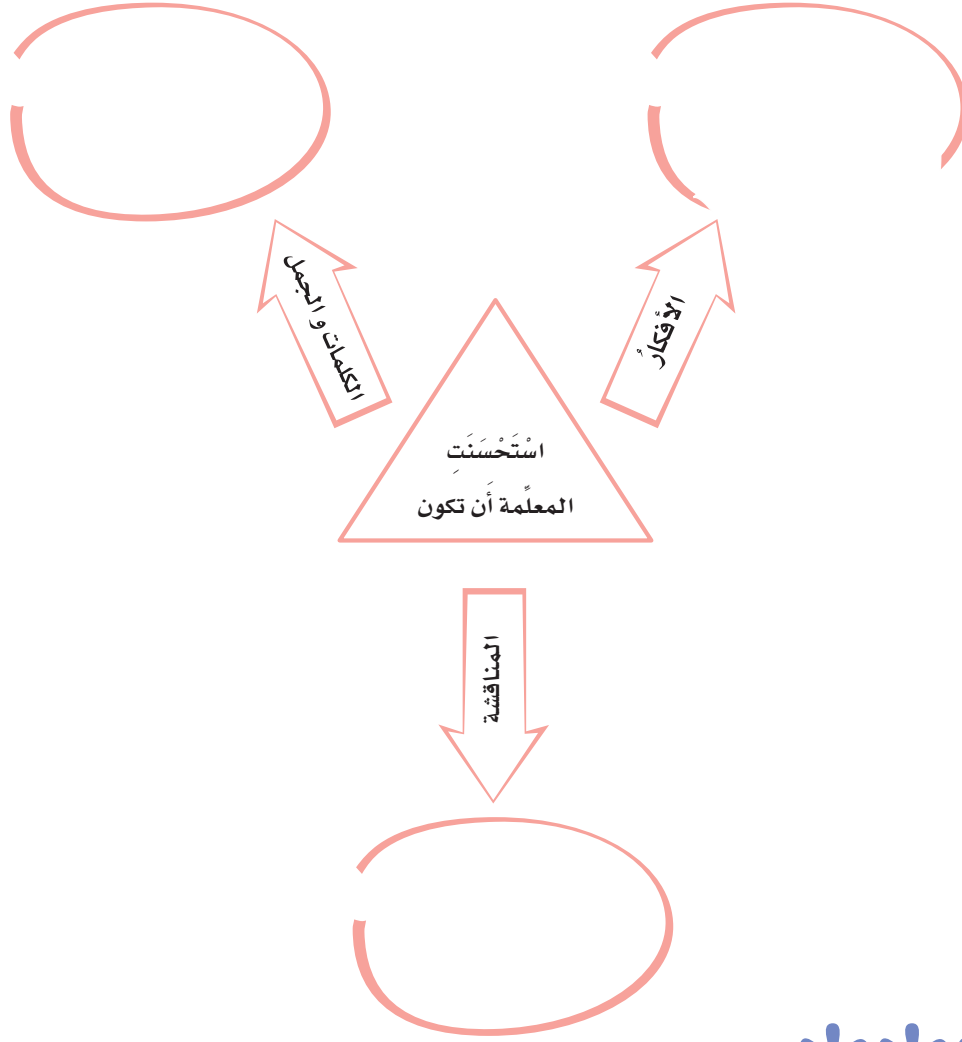 الأفكارُ
الكلمات و الجمل
اسْتَحْسَنَتِ
المعلِّمة أَن تكون
المناقشة